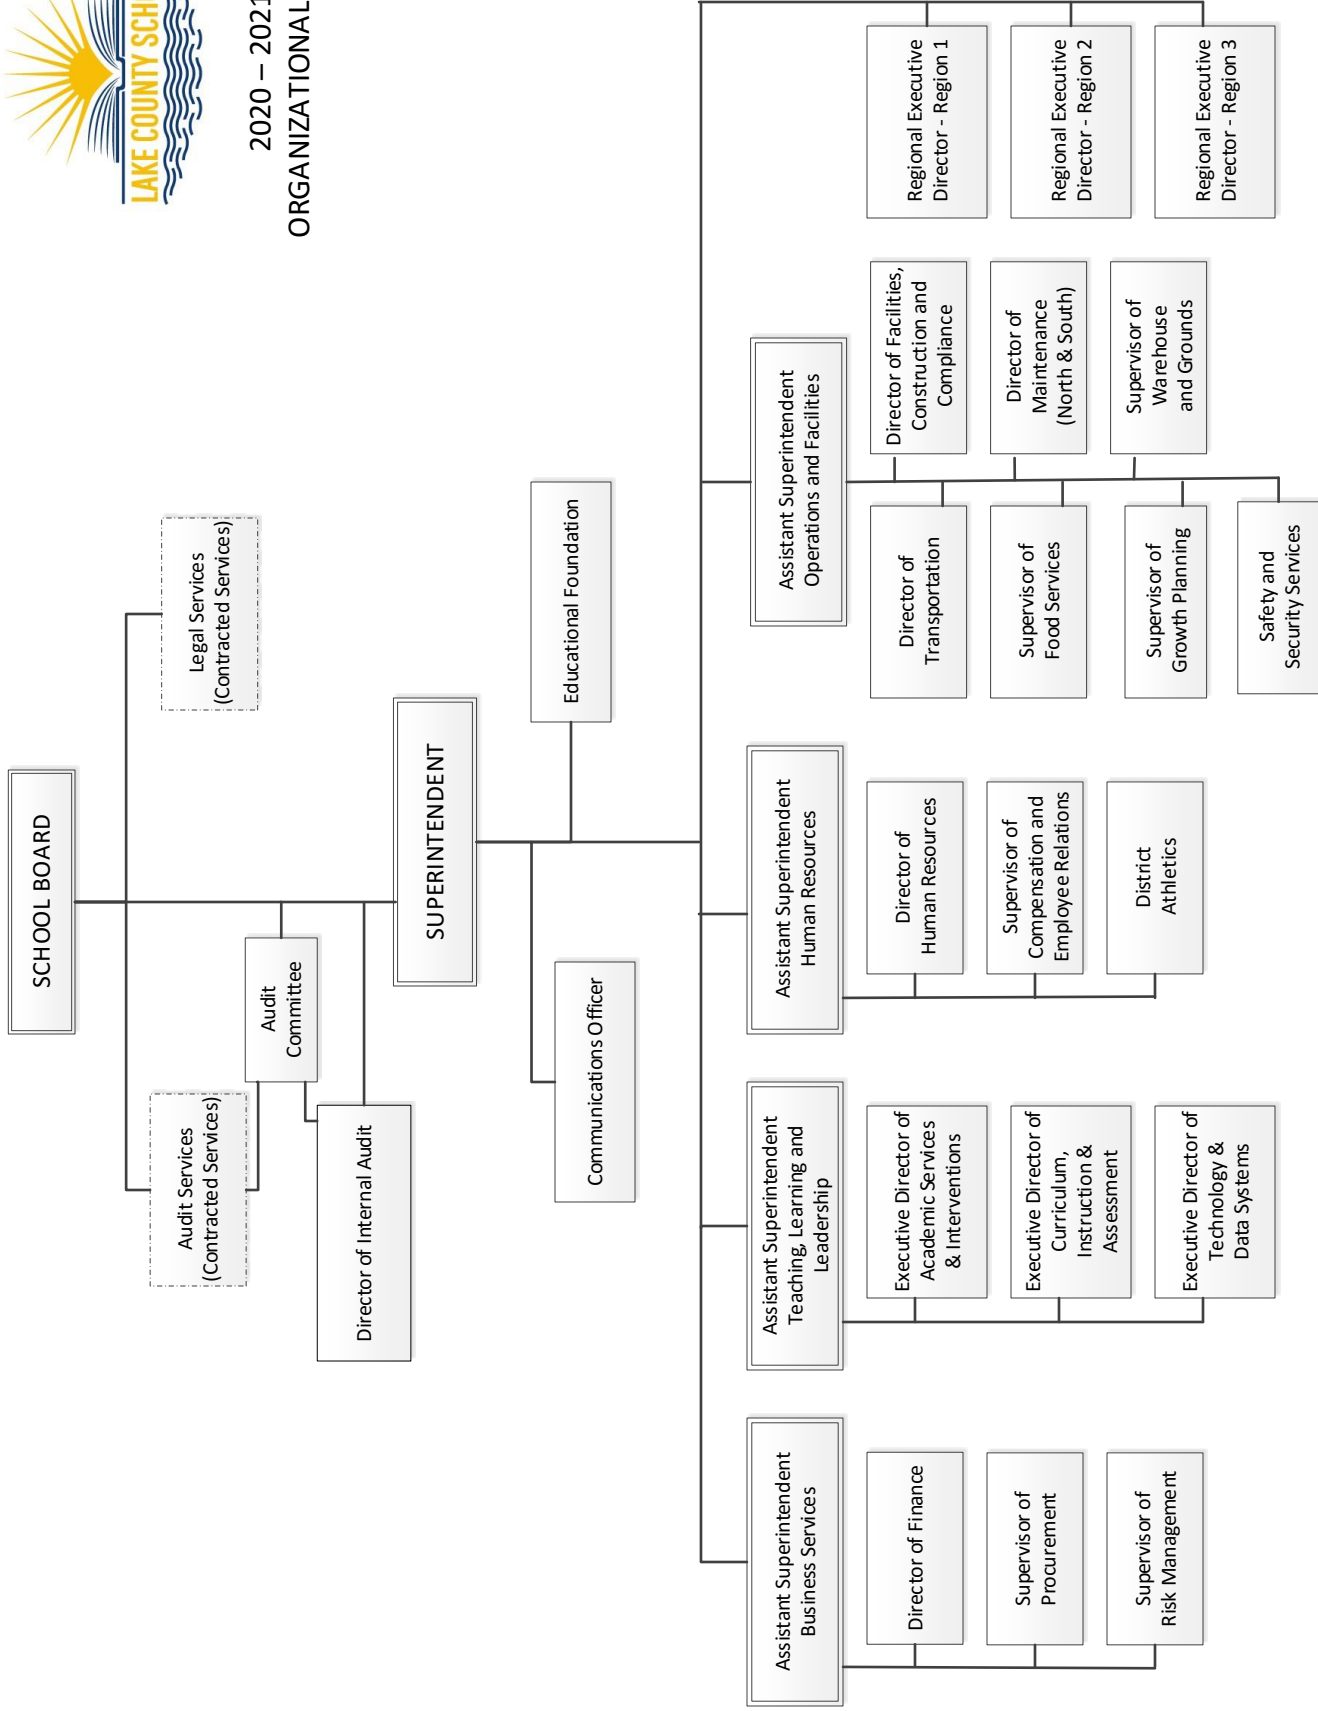 LAKE COUNTY SCH
2020 – 2021
ORGANIZATIONAL
SCHOOL BOARD
Audit Services
(Contracted Services)
Legal Services
(Contracted Services)
Audit
Committee
Director of Internal Audit
SUPERINTENDENT
Communications Officer
Educational Foundation
Assistant Superintendent
Business Services
Director of Finance
Supervisor of
Procurement
Supervisor of
Risk Management
Assistant Superintendent
Teaching, Learning and
Leadership
Executive Director of
Academic Services
& Interventions
Executive Director of
Curriculum,
Instruction &
Assessment
Executive Director of
Technology &
Data Systems
Assistant Superintendent
Human Resources
Director of
Human Resources
Supervisor of
Compensation and
Employee Relations
District
Athletics
Assistant Superintendent
Operations and Facilities
Director of
Transportation
Supervisor of
Food Services
Supervisor of
Growth Planning
Safety and
Security Services
Director of Facilities,
Construction and
Compliance
Director of
Maintenance
(North & South)
Supervisor of
Warehouse
and Grounds
Regional Executive
Director - Region 1
Regional Executive
Director - Region 2
Regional Executive
Director - Region 3